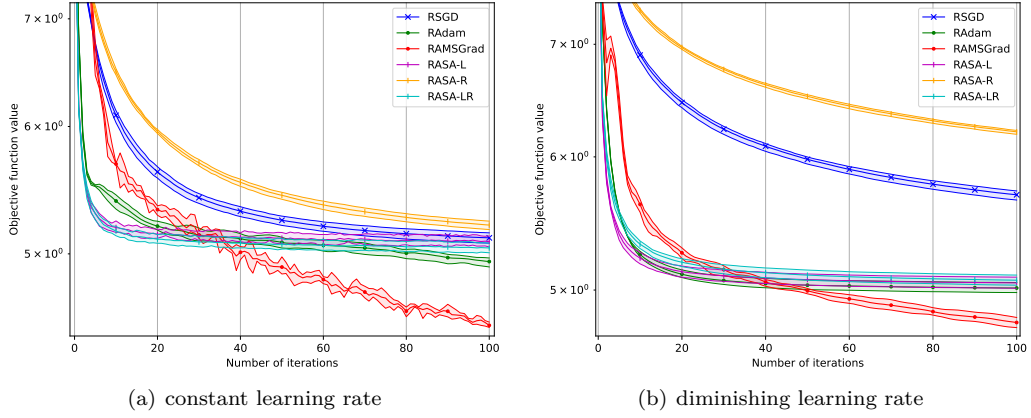 7 × 10⁰
6 × 10⁰
5 × 10⁰
Objective function value
0 20 40 60 80 100
Number of iterations
RSGD
RAdam
RAMSGrad
RASA-L
RASA-R
RASA-LR
(a) constant learning rate
7 × 10⁰
6 × 10⁰
5 × 10⁰
Objective function value
0 20 40 60 80 100
Number of iterations
RSGD
RAdam
RAMSGrad
RASA-L
RASA-R
RASA-LR
(b) diminishing learning rate